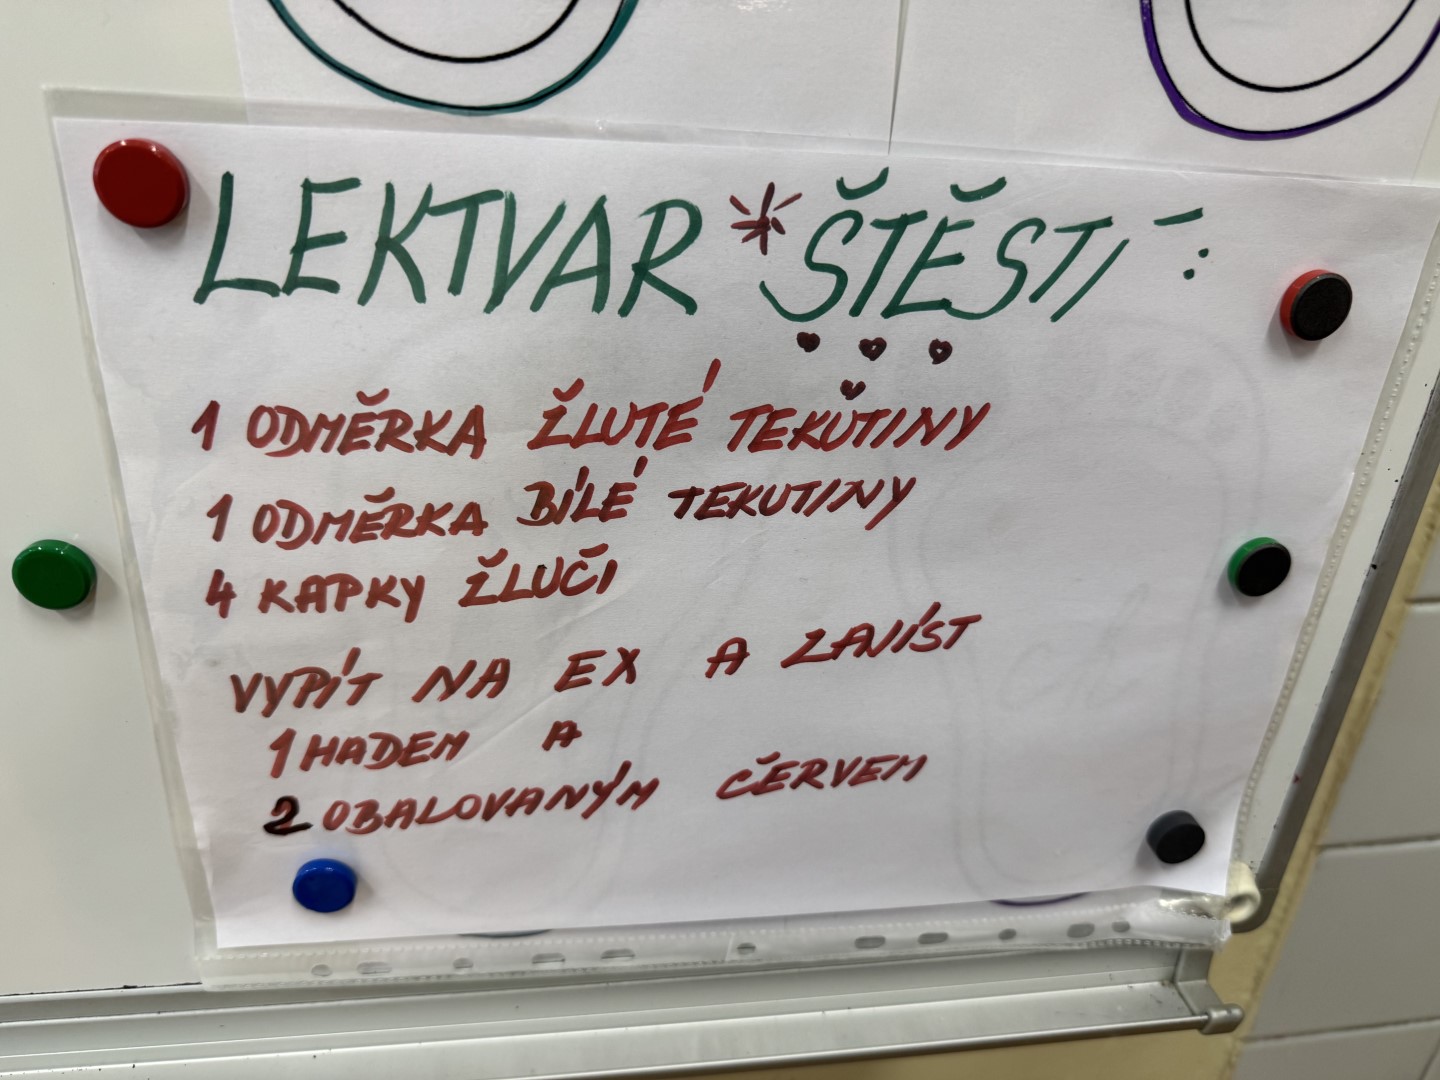 LEKTVAR * ŠTĚSTÍ :
1 ODMĚRKA ŽLUTÉ TEKUTINY
1 ODMĚRKA BÍLÉ TEKUTINY
4 KAPKY ŽLUČI
VYPÍT NA EX A ZAJÍST
1 HADEM A
2 OBALOVANÝM ČERVEM